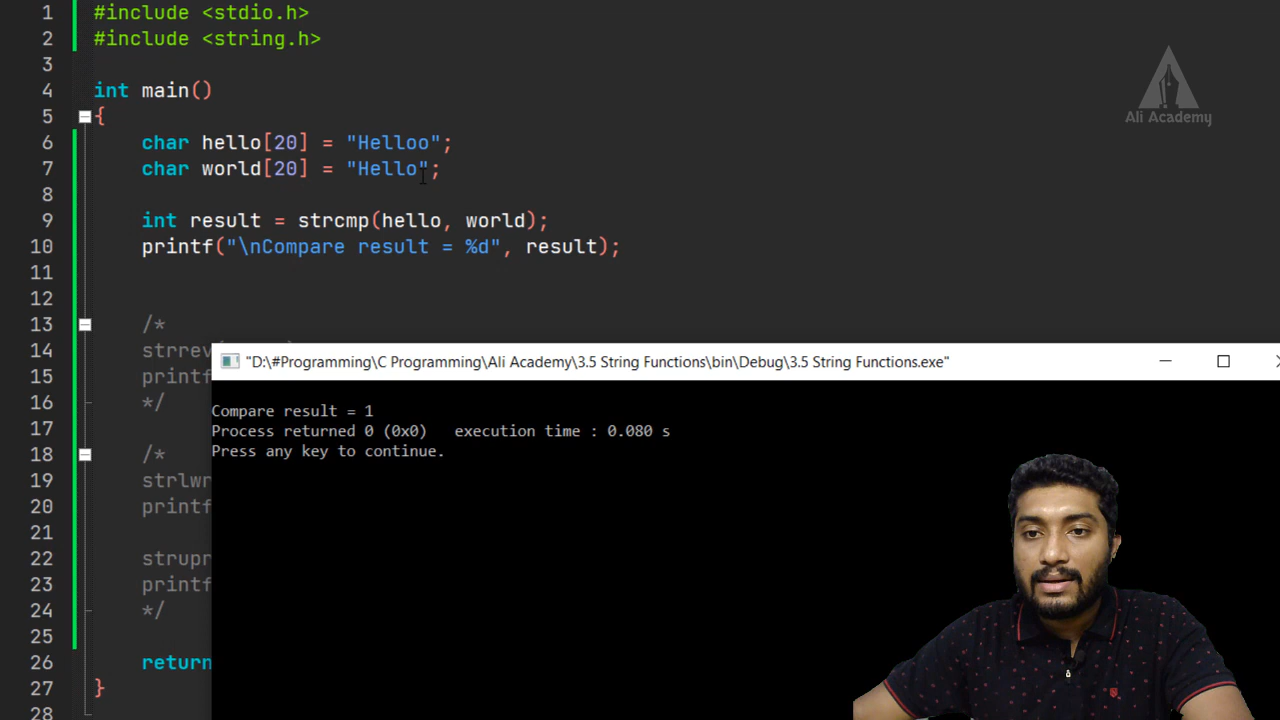 1 #include <stdio.h>
2 #include <string.h>
3
4 int main()
5 {
6 char hello[20] = "Helloo";
7 char world[20] = "Hello";
8
9 int result = strcmp(hello, world);
10 printf("\nCompare result = %d", result);
11
12
13 /*
14 strrev
15 printf
16 */
17
18 /*
19 strlwr
20 printf
21
22 strupr
23 printf
24 */
25
26 return
27 }
28
Ali Academy
"D:\#Programming\C Programming\Ali Academy\3.5 String Functions\bin\Debug\3.5 String Functions.exe"
Compare result = 1
Process returned 0 (0x0) execution time : 0.080 s
Press any key to continue.